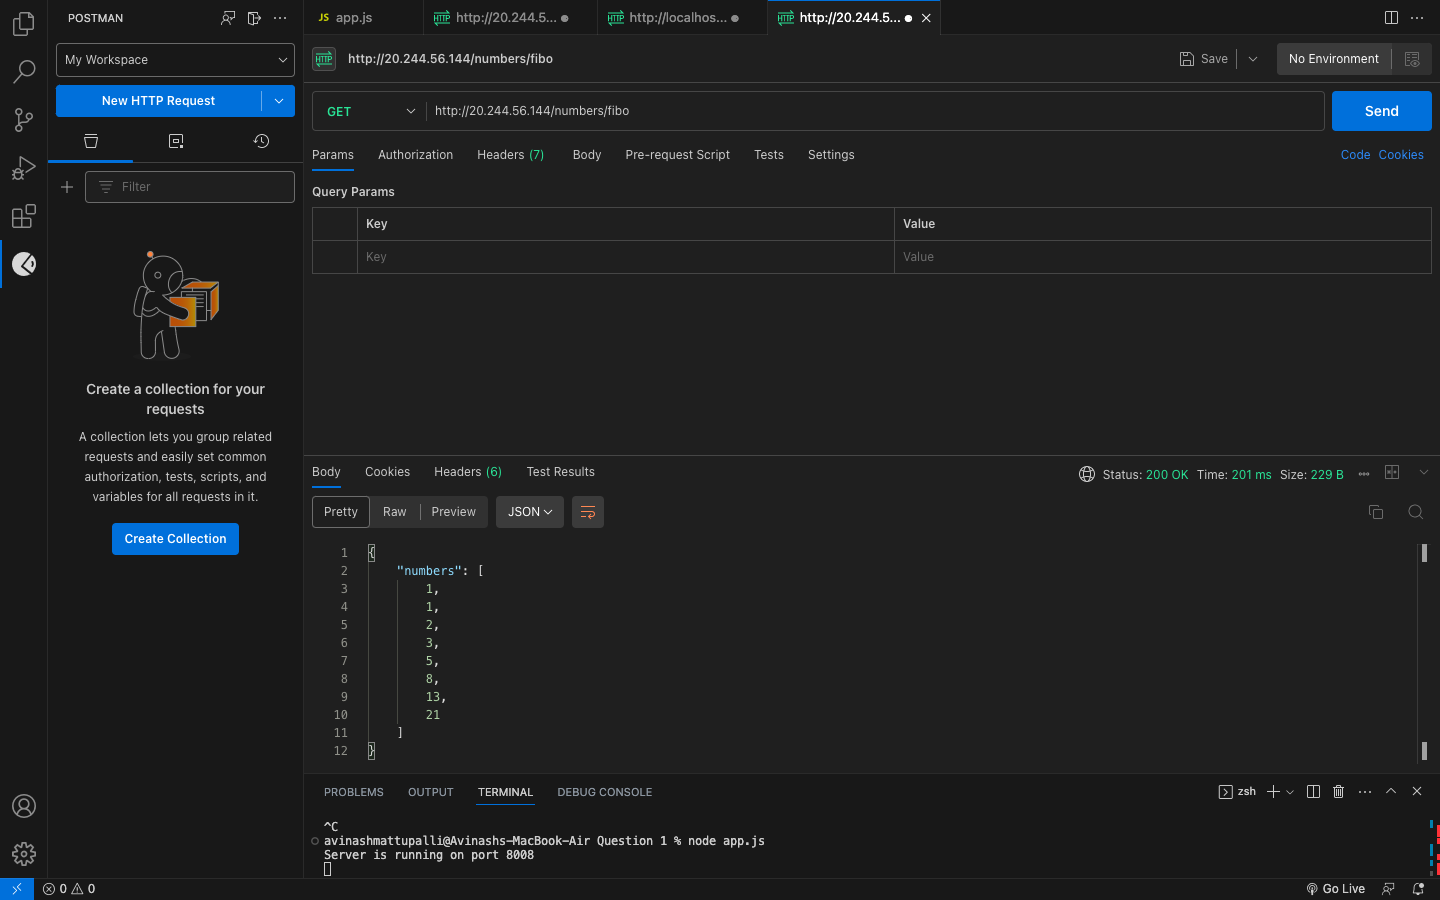 POSTMAN
My Workspace
New HTTP Request
Filter
Create a collection for your
requests
A collection lets you group related
requests and easily set common
authorization, tests, scripts, and
variables for all requests in it.
Create Collection
JS app.js
HTTP http://20.244.5...
HTTP http://localhos...
HTTP http://20.244.5...
HTTP http://20.244.56.144/numbers/fibo
Save
No Environment
GET http://20.244.56.144/numbers/fibo
Send
Params Authorization Headers (7) Body Pre-request Script Tests Settings
Code Cookies
Query Params
Key Value
Key Value
Body Cookies Headers (6) Test Results
Status: 200 OK Time: 201 ms Size: 229 B
Pretty Raw Preview JSON
1 {
2 "numbers": [
3 1,
4 1,
5 2,
6 3,
7 5,
8 8,
9 13,
10 21
11 ]
12 }
PROBLEMS OUTPUT TERMINAL DEBUG CONSOLE
zsh
^C
avinashmattupalli@Avinashs-MacBook-Air Question 1 % node app.js
Server is running on port 8008
0 0
Go Live